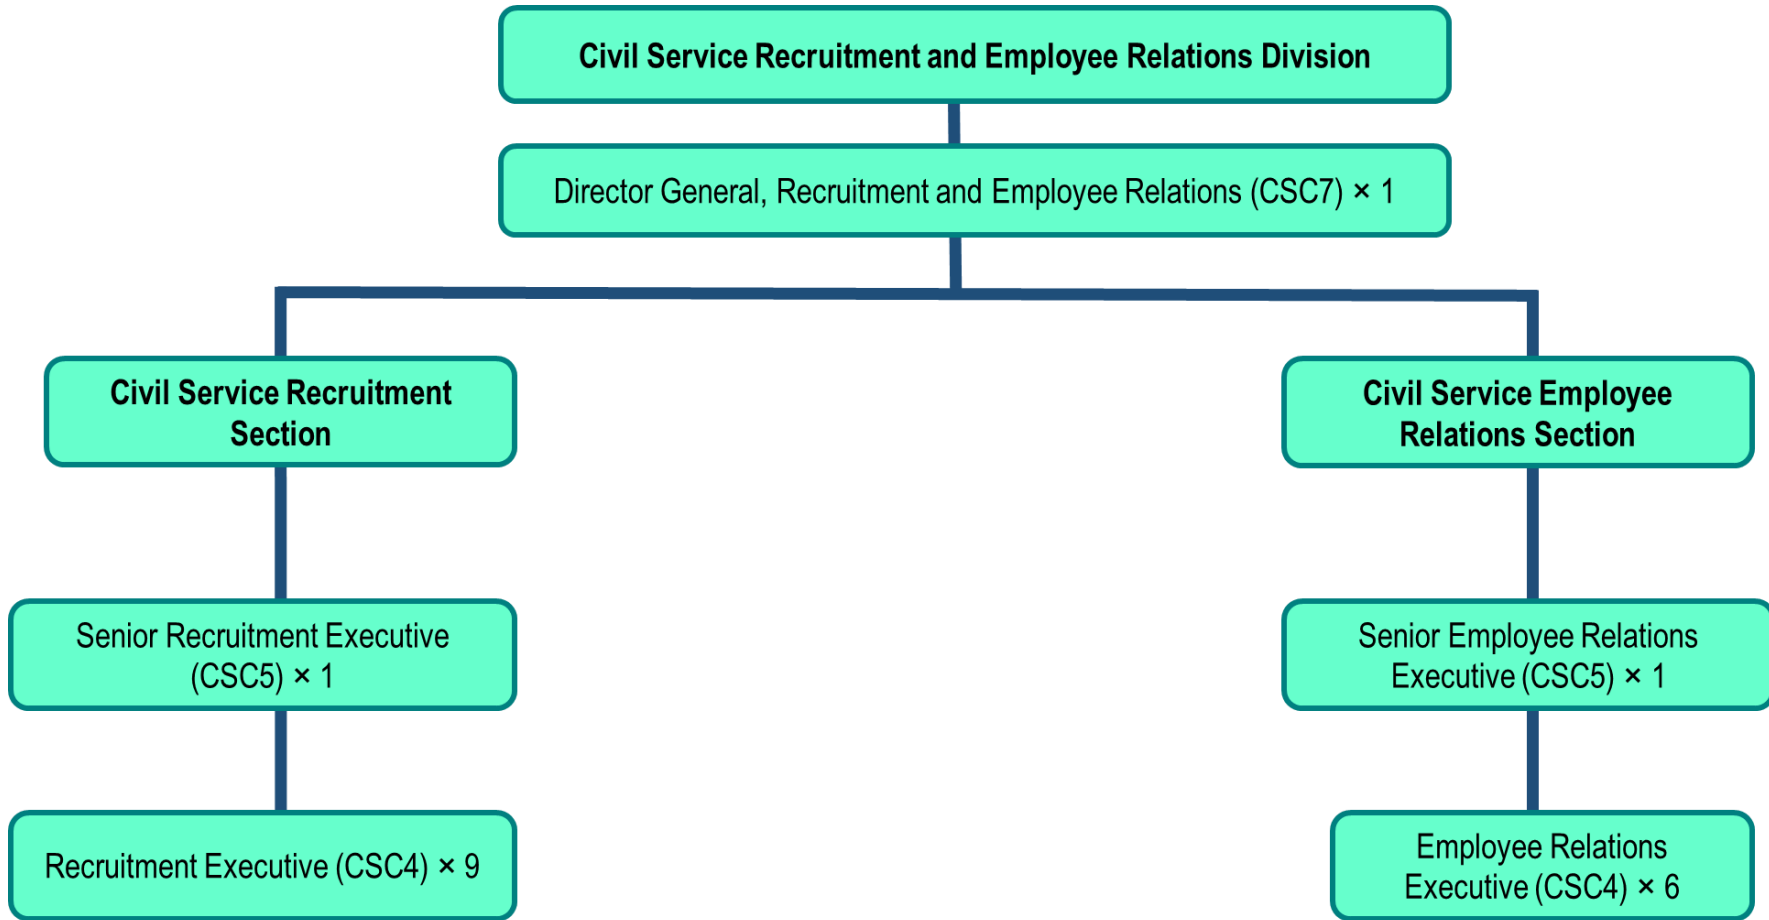 Civil Service Recruitment and Employee Relations Division
Director General, Recruitment and Employee Relations (CSC7) × 1
Civil Service Recruitment
Section
Senior Recruitment Executive
(CSC5) × 1
Recruitment Executive (CSC4) × 9
Civil Service Employee
Relations Section
Senior Employee Relations
Executive (CSC5) × 1
Employee Relations
Executive (CSC4) × 6